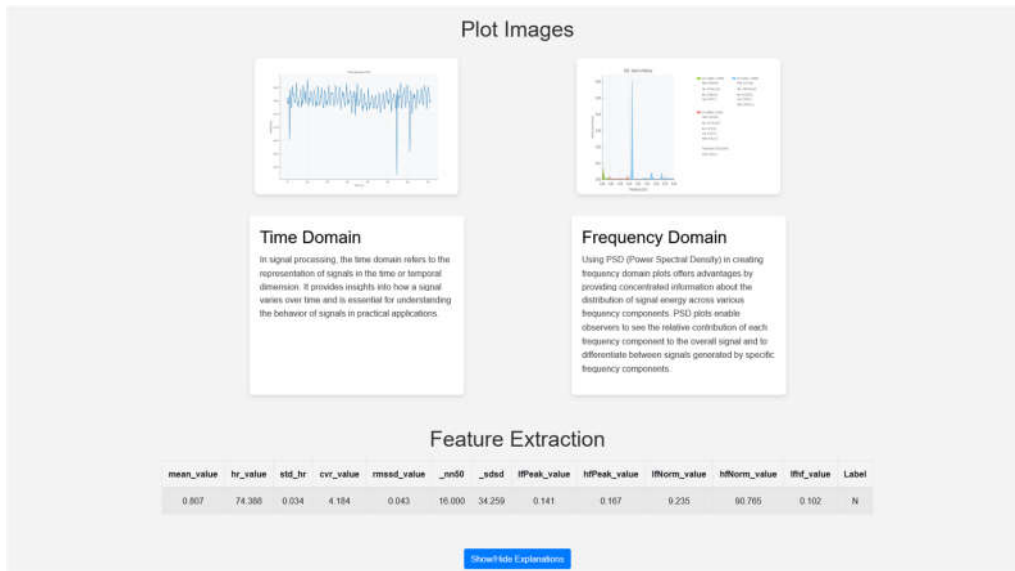 Plot Images
Time Domain
In signal processing, the time domain refers to the
representation of signals in the time or temporal
dimension. It provides insights into how a signal
varies over time and is essential for understanding
the behavior of signals in practical applications.
Frequency Domain
Using PSD (Power Spectral Density) in creating
frequency domain plots offers advantages by
providing concentrated information about the
distribution of signal energy across various
frequency components. PSD plots enable
observers to see the relative contribution of each
frequency component to the overall signal and to
differentiate between signals generated by specific
frequency components.
Feature Extraction
mean_value hr_value std_hr cvr_value rmssd_value _nn50 _sdsd lfPeak_value hfPeak_value lfNorm_value hfNorm_value lfhf_value Label
0.807 74.388 0.034 4.184 0.043 16.000 34.259 0.141 0.167 9.235 90.765 0.102 N
Show/Hide Explanations